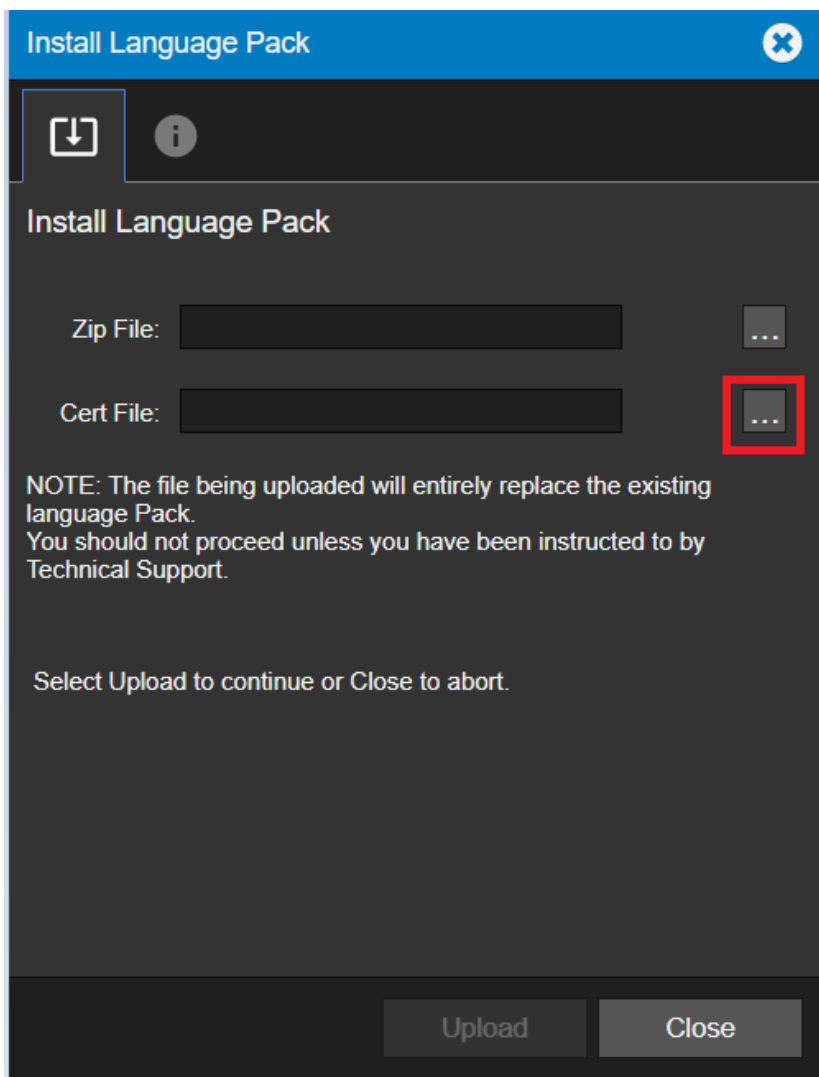 Install Language Pack
Install Language Pack
Zip File:
...
Cert File:
...
NOTE: The file being uploaded will entirely replace the existing
language Pack.
You should not proceed unless you have been instructed to by
Technical Support.
Select Upload to continue or Close to abort.
Upload
Close